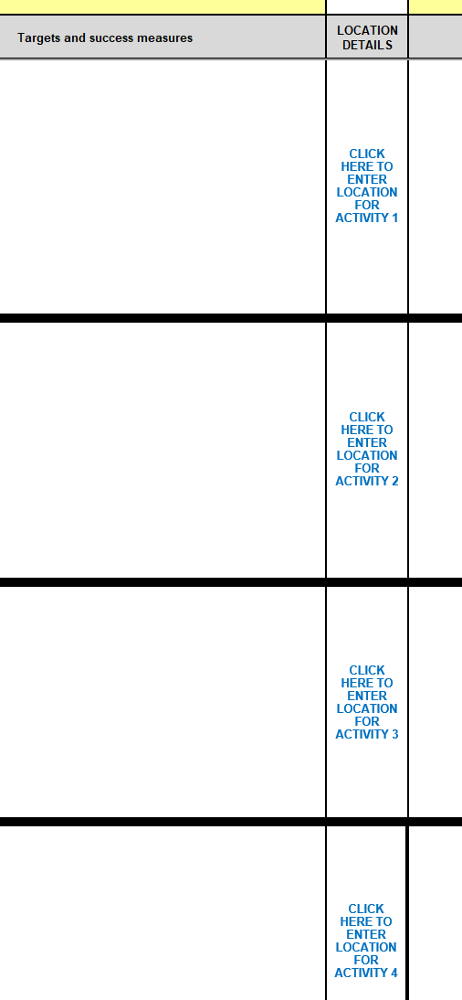 Targets and success measures
LOCATION
DETAILS
CLICK
HERE TO
ENTER
LOCATION
FOR
ACTIVITY 1
CLICK
HERE TO
ENTER
LOCATION
FOR
ACTIVITY 2
CLICK
HERE TO
ENTER
LOCATION
FOR
ACTIVITY 3
CLICK
HERE TO
ENTER
LOCATION
FOR
ACTIVITY 4